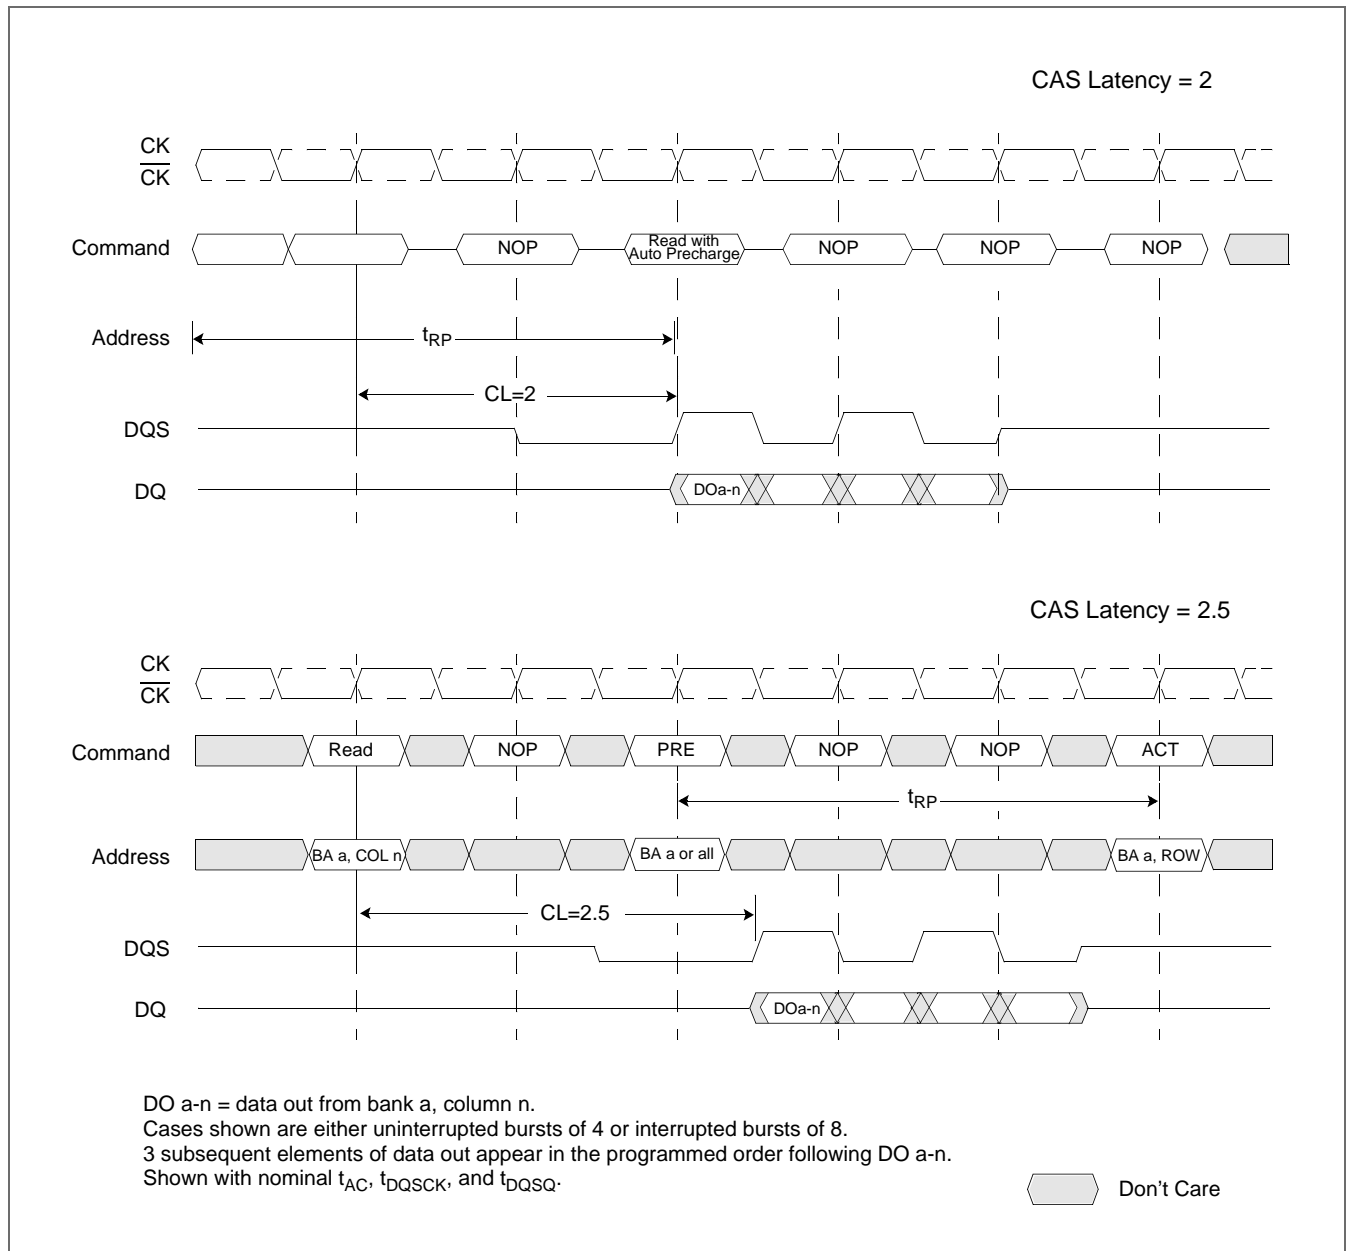 CAS Latency = 2
CK
CK
Command
NOP
Read with
Auto Precharge
NOP
NOP
NOP
Address
tRP
CL=2
DQS
DQ
DOa-n
CAS Latency = 2.5
CK
CK
Command
Read
NOP
PRE
NOP
NOP
ACT
tRP
Address
BA a, COL n
BA a or all
BA a, ROW
CL=2.5
DQS
DQ
DOa-n
DO a-n = data out from bank a, column n.
Cases shown are either uninterrupted bursts of 4 or interrupted bursts of 8.
3 subsequent elements of data out appear in the programmed order following DO a-n.
Shown with nominal tAC, tDQSCK, and tDQSQ.
Don't Care